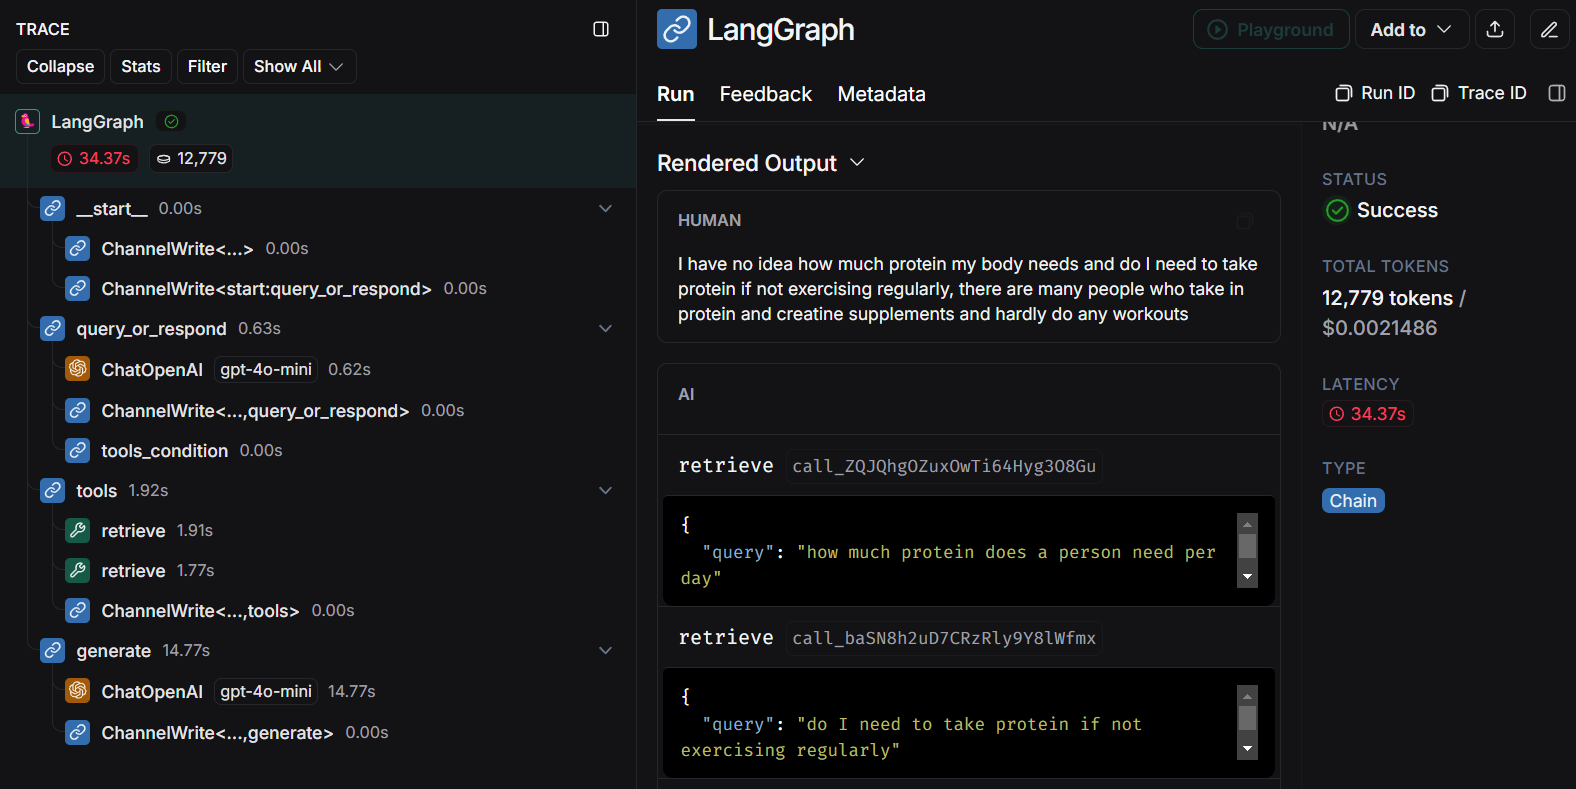 TRACE
Collapse Stats Filter Show All
LangGraph
34.37s 12,779
__start__ 0.00s
ChannelWrite<...> 0.00s
ChannelWrite<start:query_or_respond> 0.00s
query_or_respond 0.63s
ChatOpenAI gpt-4o-mini 0.62s
ChannelWrite<...,query_or_respond> 0.00s
tools_condition 0.00s
tools 1.92s
retrieve 1.91s
retrieve 1.77s
ChannelWrite<...,tools> 0.00s
generate 14.77s
ChatOpenAI gpt-4o-mini 14.77s
ChannelWrite<...,generate> 0.00s
LangGraph
Playground Add to
Run Feedback Metadata
Run ID Trace ID
Rendered Output
HUMAN
I have no idea how much protein my body needs and do I need to take
protein if not exercising regularly, there are many people who take in
protein and creatine supplements and hardly do any workouts
AI
retrieve call_ZQJQhgOZuxOwTi64Hyg3O8Gu
{
"query": "how much protein does a person need per
day"
retrieve call_baSN8h2uD7CRzRly9Y8lWfmx
{
"query": "do I need to take protein if not
exercising regularly"
N/A
STATUS
Success
TOTAL TOKENS
12,779 tokens /
$0.0021486
LATENCY
34.37s
TYPE
Chain